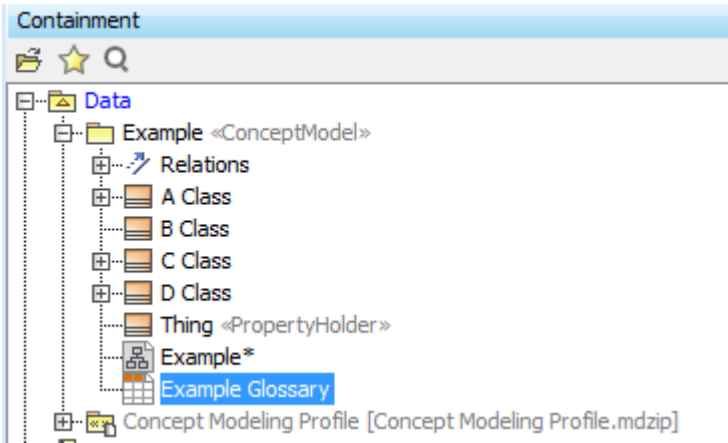 Containment
Data
Example «ConceptModel»
Relations
A Class
B Class
C Class
D Class
Thing «PropertyHolder»
Example*
Example Glossary
Concept Modeling Profile [Concept Modeling Profile.mdzip]